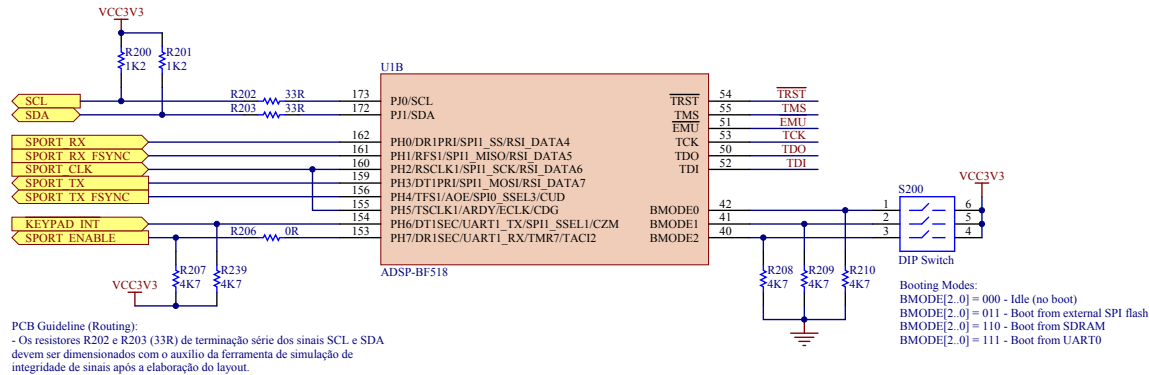 VCC3V3
R200
1K2
R201
1K2
U1B
SCL
SDA
R202 33R
R203 33R
173 PJ0/SCL
172 PJ1/SDA
SPORT_RX 162 PH0/DR1PRI/SPI1_SS/RSI_DATA4
SPORT_RX_FSYNC 161 PH1/RFS1/SPI1_MISO/RSI_DATA5
SPORT_CLK 160 PH2/RSCLK1/SPI1_SCK/RSI_DATA6
SPORT_TX 159 PH3/DT1PRI/SPI1_MOSI/RSI_DATA7
SPORT_TX_FSYNC 156 PH4/TFS1/AOE/SPI0_SSEL3/CUD
155 PH5/TSCLK1/ARDY/ECLK/CDG
KEYPAD_INT 154 PH6/DT1SEC/UART1_TX/SPI1_SSEL1/CZM
SPORT_ENABLE R206 0R 153 PH7/DR1SEC/UART1_RX/TMR7/TACI2
TRST 54 TRST
TMS 55 TMS
EMU 51 EMU
TCK 53 TCK
TDO 50 TDO
TDI 52 TDI
BMODE0 42
BMODE1 41
BMODE2 40
ADSP-BF518
VCC3V3
S200
1 6
2 5
3 4
DIP Switch
R207
4K7
R239
4K7
VCC3V3
R208
4K7
R209
4K7
R210
4K7
Booting Modes:
BMODE[2..0] = 000 - Idle (no boot)
BMODE[2..0] = 011 - Boot from external SPI flash
BMODE[2..0] = 110 - Boot from SDRAM
BMODE[2..0] = 111 - Boot from UART0
PCB Guideline (Routing):
- Os resistores R202 e R203 (33R) de terminação série dos sinais SCL e SDA
devem ser dimensionados com o auxílio da ferramenta de simulação de
integridade de sinais após a elaboração do layout.